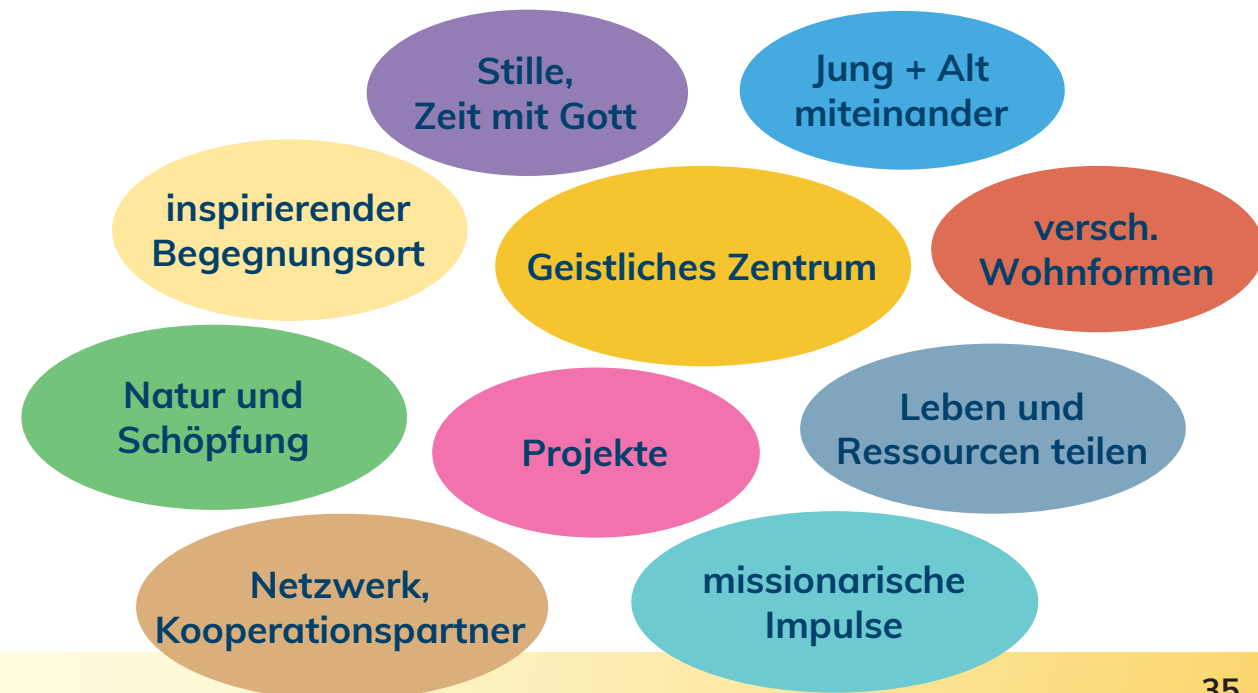 Stille,
Zeit mit Gott
Jung + Alt
miteinander
inspirierender
Begegnungsort
Geistliches Zentrum
versch.
Wohnformen
Natur und
Schöpfung
Projekte
Leben und
Ressourcen teilen
Netzwerk,
Kooperationspartner
missionarische
Impulse
35